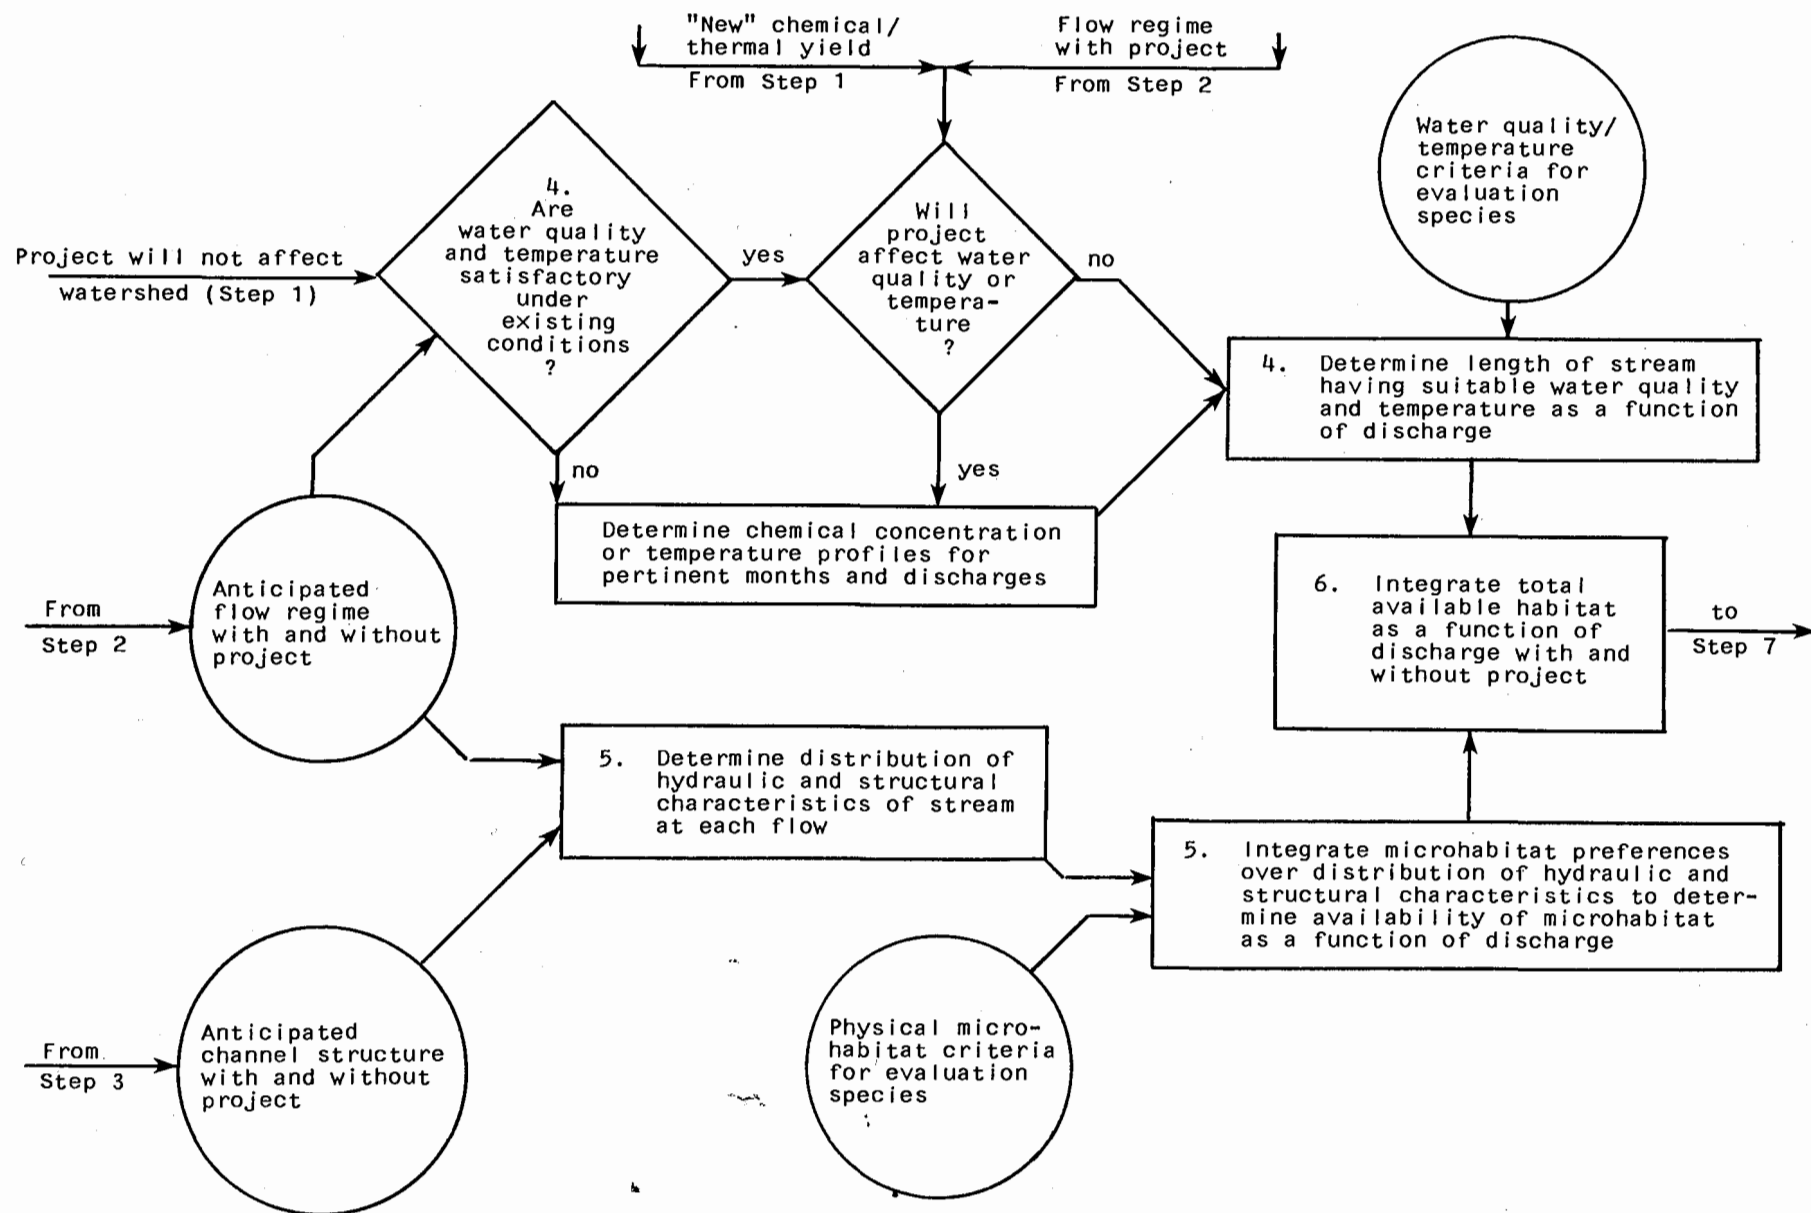 "New" chemical/
thermal yield
From Step 1
Flow regime
with project
From Step 2
Water quality/
temperature
criteria for
evaluation
species
Project will not affect
watershed (Step 1)
4.
Are
water quality
and temperature
satisfactory
under
existing
conditions
?
yes
no
Will
project
affect water
quality or
tempera-
ture
?
no
yes
4. Determine length of stream
having suitable water quality
and temperature as a function
of discharge
Determine chemical concentration
or temperature profiles for
pertinent months and discharges
From
Step 2
Anticipated
flow regime
with and without
project
6. Integrate total
available habitat
as a function of
discharge with and
without project
to
Step 7
5. Determine distribution of
hydraulic and structural
characteristics of stream
at each flow
5. Integrate microhabitat preferences
over distribution of hydraulic and
structural characteristics to deter-
mine availability of microhabitat
as a function of discharge
From
Step 3
Anticipated
channel structure
with and without
project
Physical micro-
habitat criteria
for evaluation
species